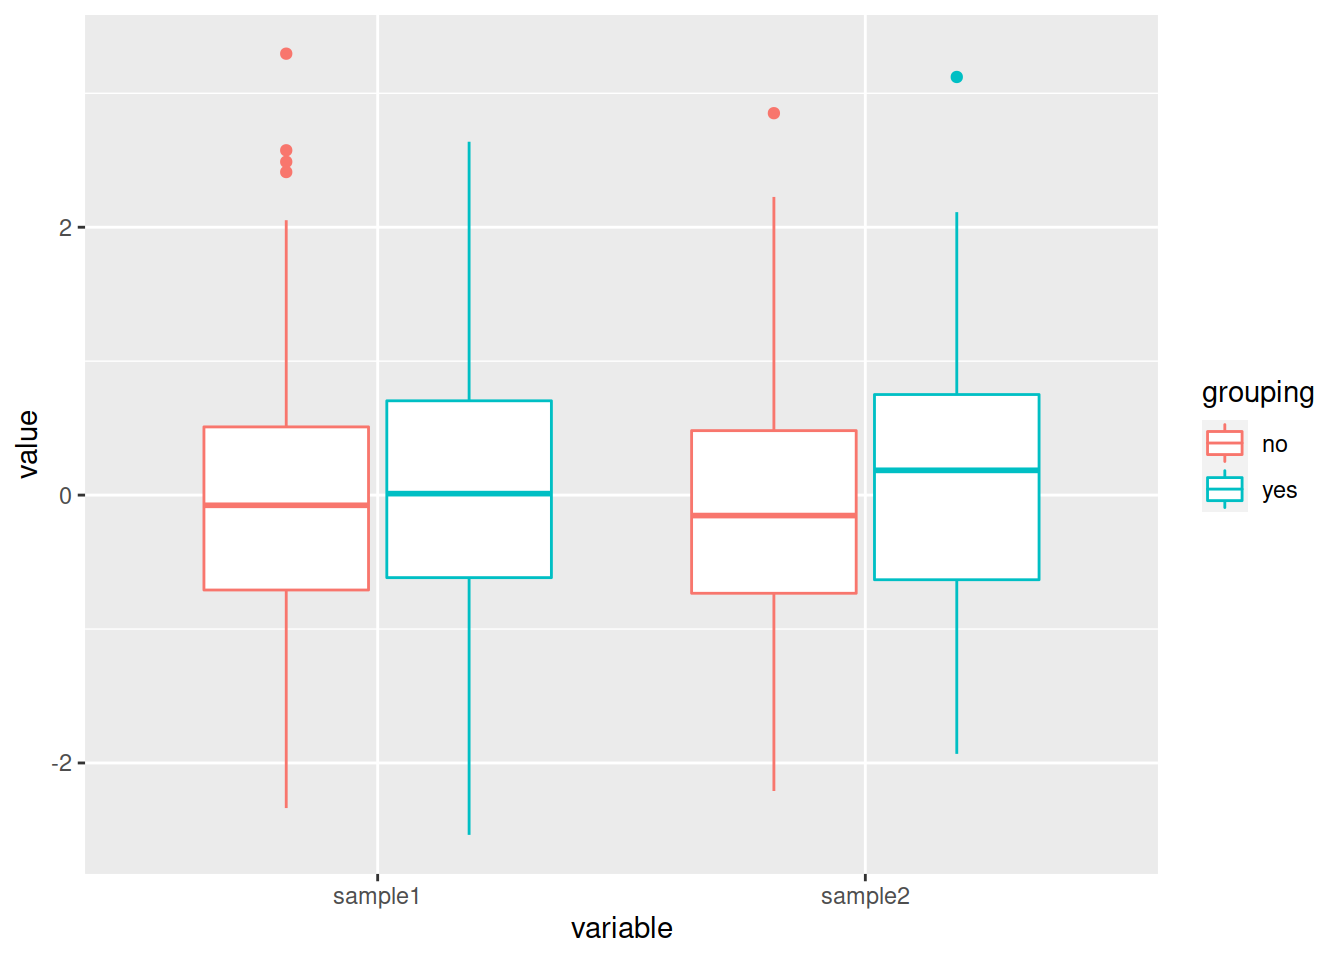 value
2
0
-2
sample1
sample2
variable
grouping
no
yes